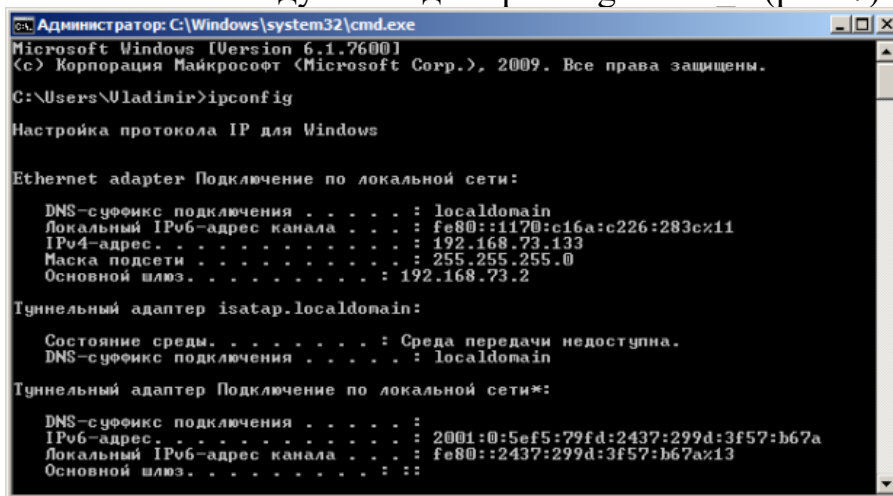 Администратор: C:\Windows\system32\cmd.exe
Microsoft Windows [Version 6.1.7600]
(c) Корпорация Майкрософт (Microsoft Corp.), 2009. Все права защищены.
C:\Users\Vladimir>ipconfig
Настройка протокола IP для Windows
Ethernet adapter Подключение по локальной сети:
DNS-суффикс подключения . . . . . : localdomain
Локальный IPv6-адрес канала . . . : fe80::1170:c16a:c226:283c%11
IPv4-адрес. . . . . . . . . . . . : 192.168.73.133
Маска подсети . . . . . . . . . . : 255.255.255.0
Основной шлюз. . . . . . . . . : 192.168.73.2
Туннельный адаптер isatap.localdomain:
Состояние среды. . . . . . . . : Среда передачи недоступна.
DNS-суффикс подключения . . . . . : localdomain
Туннельный адаптер Подключение по локальной сети*:
DNS-суффикс подключения . . . . . :
IPv6-адрес. . . . . . . . . . . . : 2001:0:5ef5:79fd:2437:299d:3f57:b67a
Локальный IPv6-адрес канала . . . : fe80::2437:299d:3f57:b67a%13
Основной шлюз. . . . . . . . . : ::